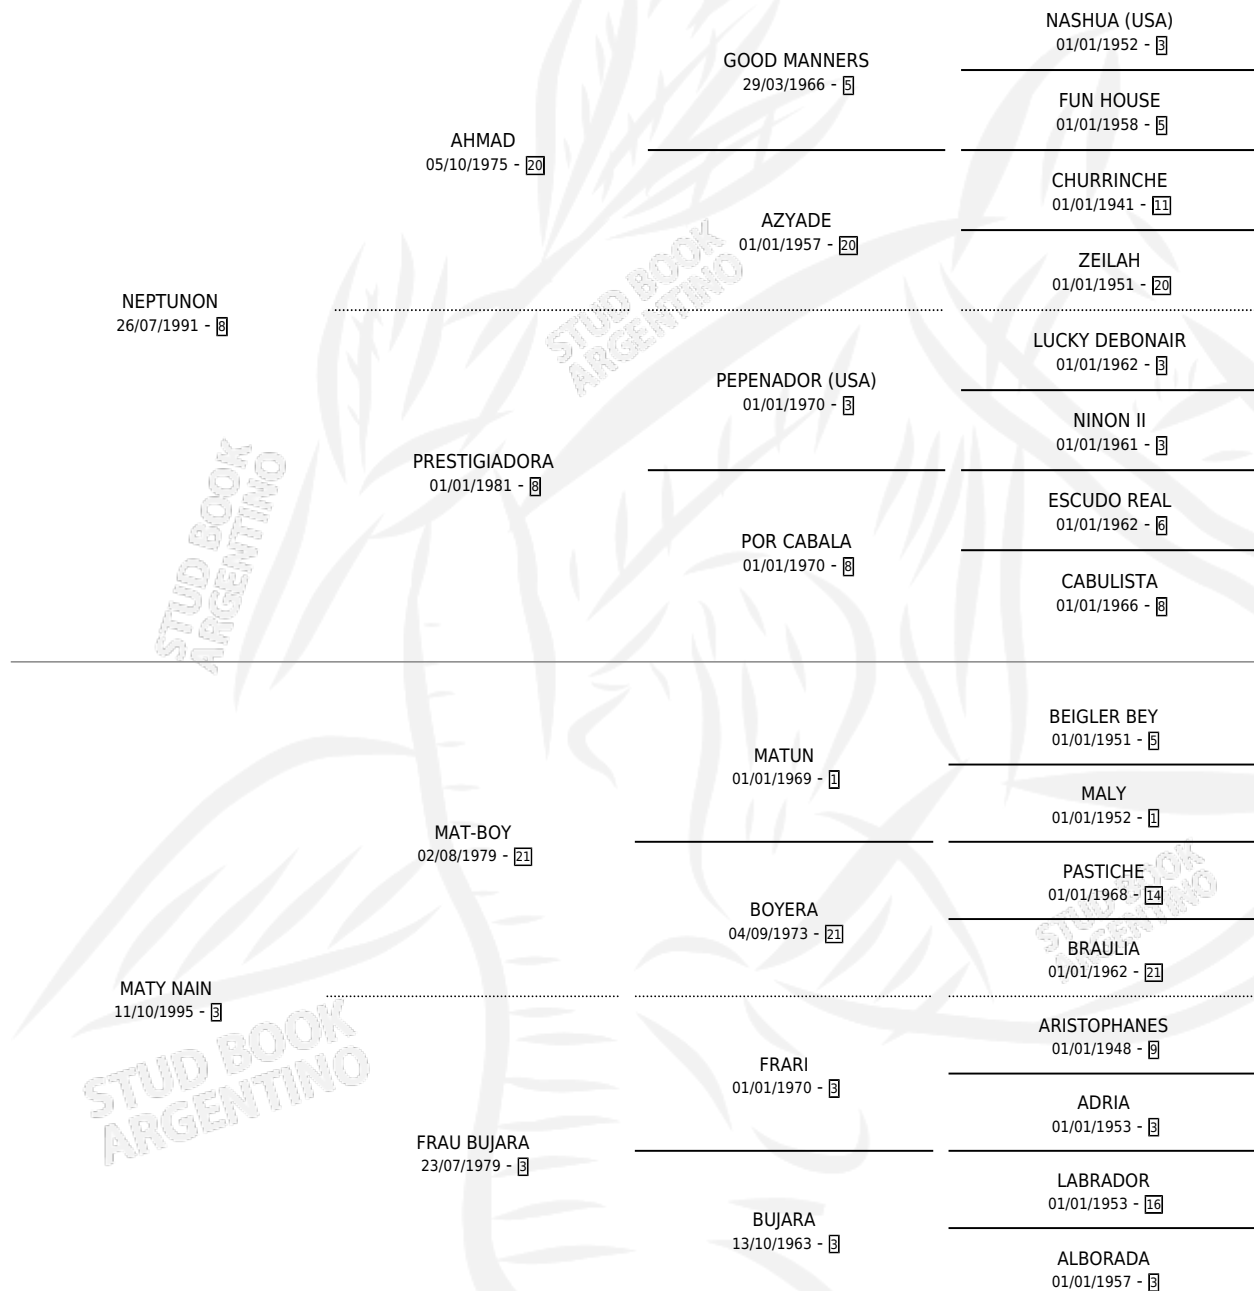 NASHUA (USA)
01/01/1952 - 3
GOOD MANNERS
29/03/1966 - 5
FUN HOUSE
01/01/1958 - 5
AHMAD
05/10/1975 - 20
CHURRINCHE
01/01/1941 - 11
AZYADE
01/01/1957 - 20
ZEILAH
01/01/1951 - 20
NEPTUNON
26/07/1991 - 8
LUCKY DEBONAIR
01/01/1962 - 3
PEPENADOR (USA)
01/01/1970 - 3
NINON II
01/01/1961 - 3
PRESTIGIADORA
01/01/1981 - 8
ESCUDO REAL
01/01/1962 - 6
POR CABALA
01/01/1970 - 8
CABULISTA
01/01/1966 - 8
BEIGLER BEY
01/01/1951 - 5
MATUN
01/01/1969 - 1
MALY
01/01/1952 - 1
MAT-BOY
02/08/1979 - 21
PASTICHE
01/01/1968 - 14
BOYERA
04/09/1973 - 21
BRAULIA
01/01/1962 - 21
MATY NAIN
11/10/1995 - 3
ARISTOPHANES
01/01/1948 - 9
FRARI
01/01/1970 - 3
ADRIA
01/01/1953 - 3
FRAU BUJARA
23/07/1979 - 3
LABRADOR
01/01/1953 - 16
BUJARA
13/10/1963 - 3
ALBORADA
01/01/1957 - 3
STUD BOOK
ARGENTINO
STUD BOOK
ARGENTINO
STUD BOOK
ARGENTINO
STUD BOOK
ARGENTINO